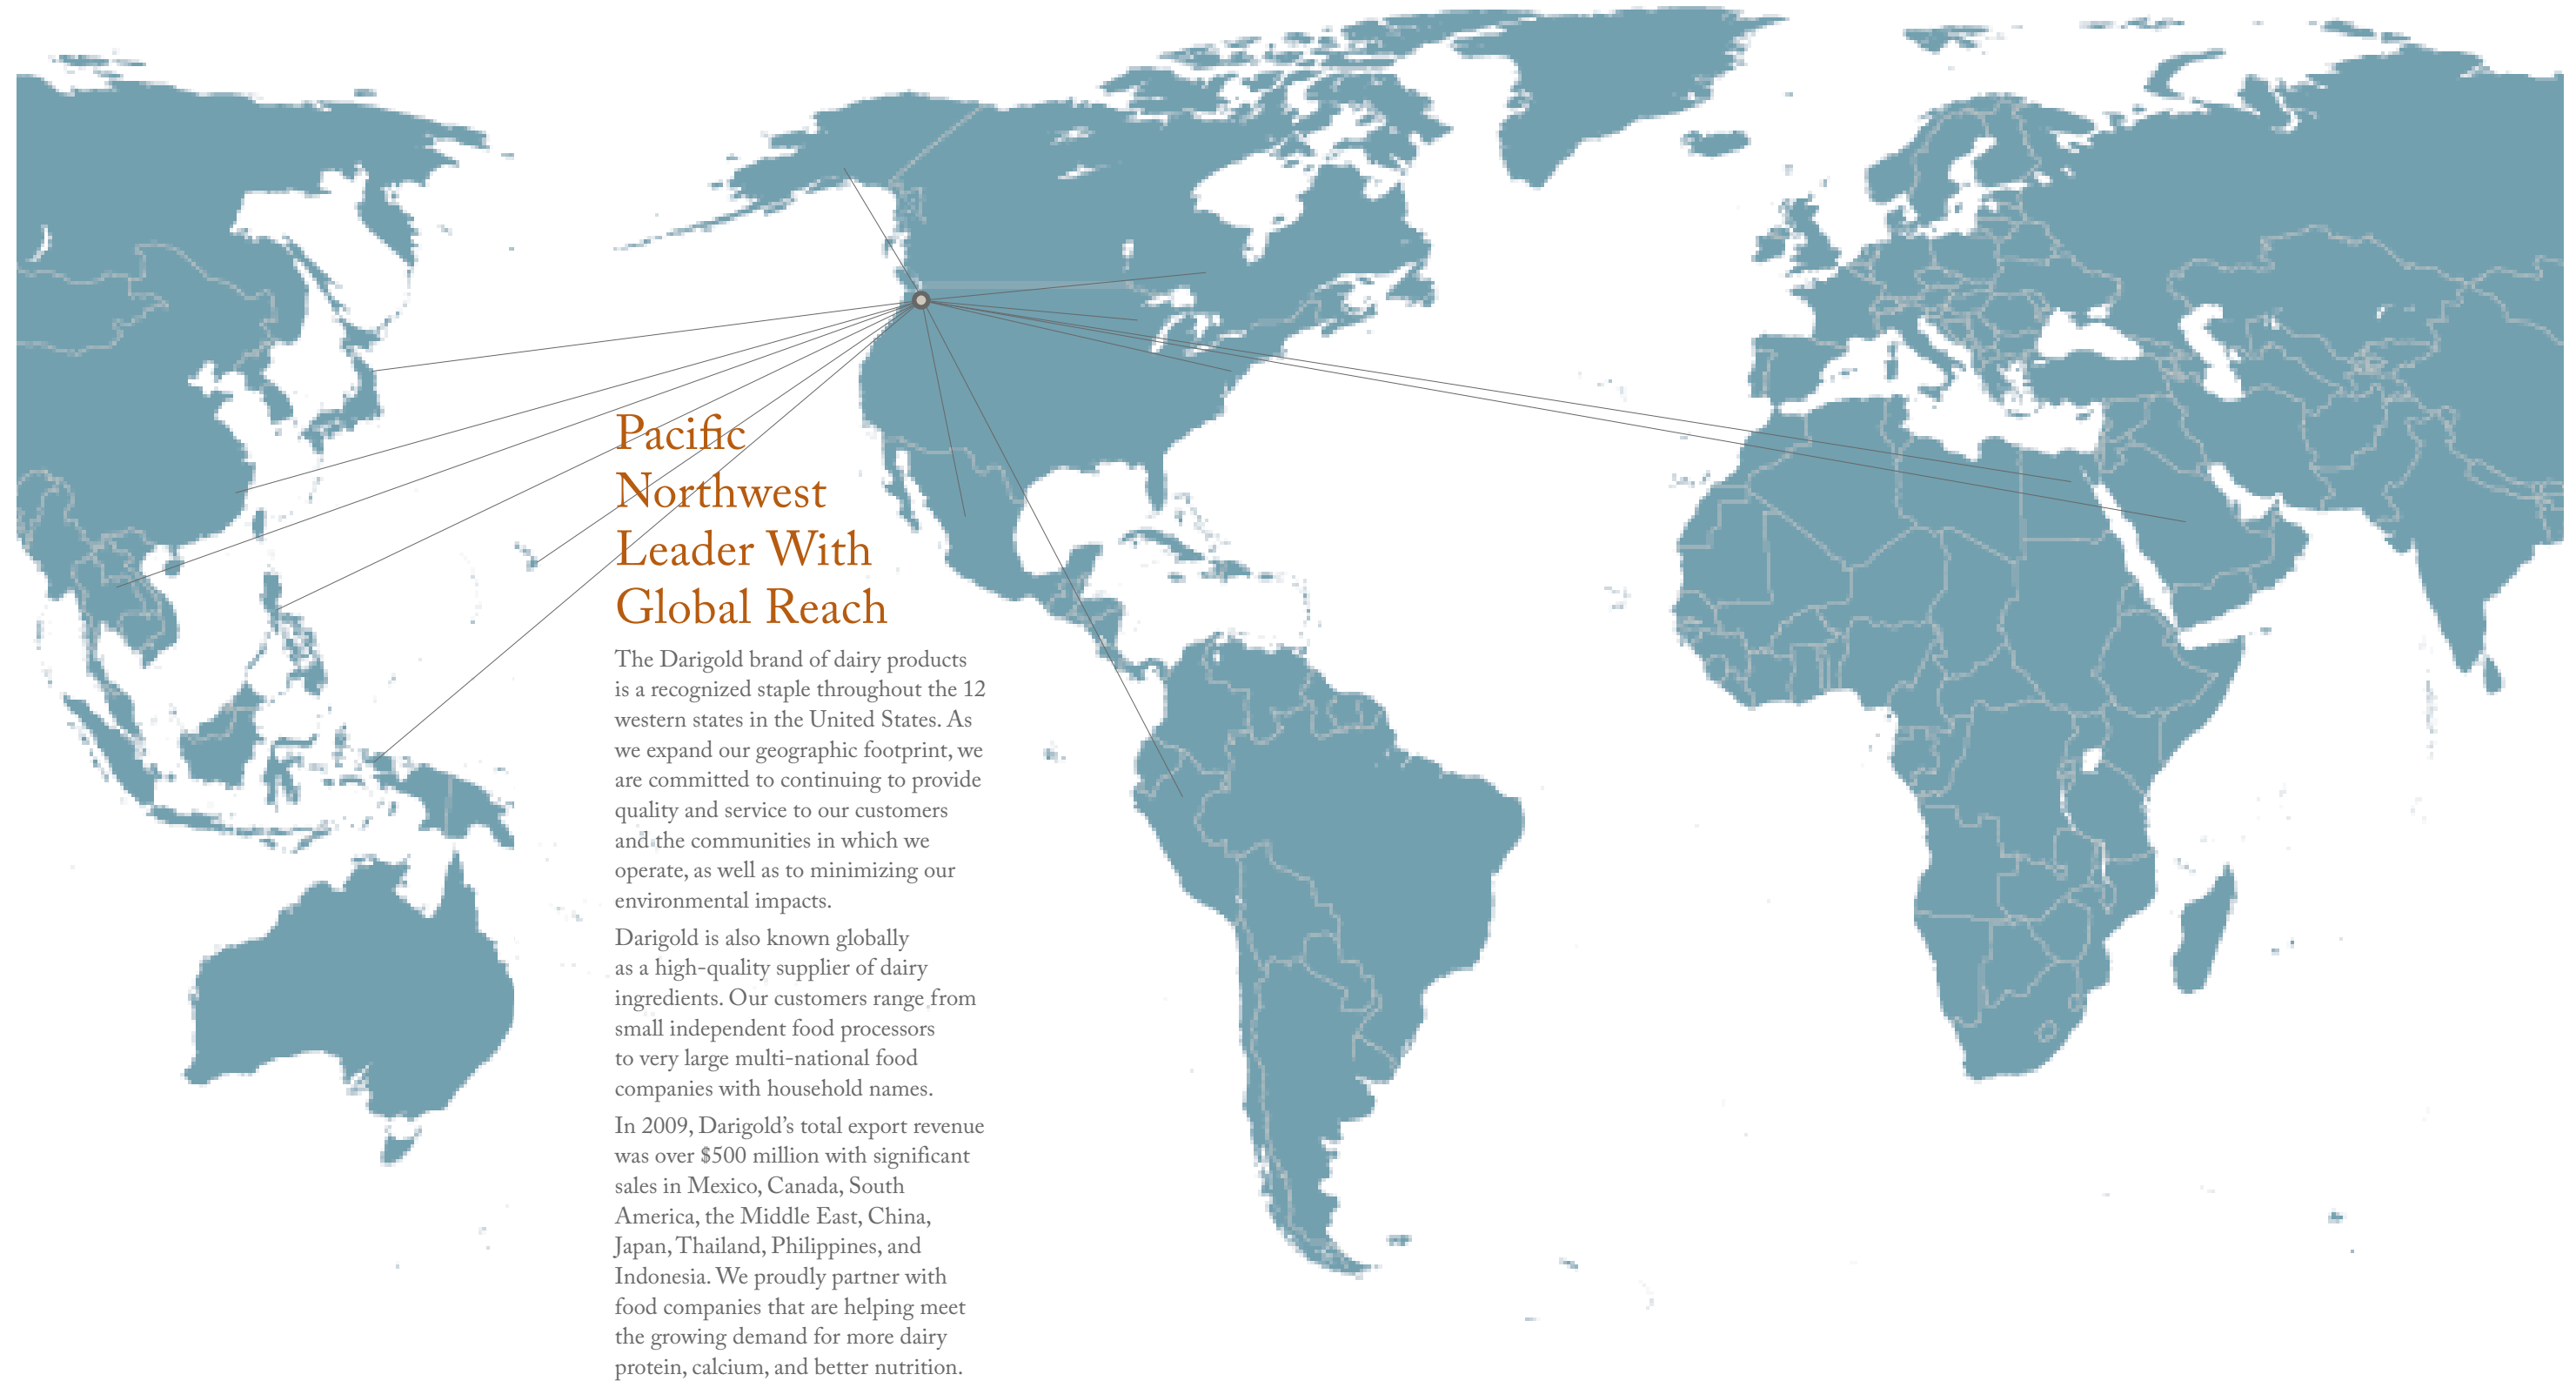 Pacific
Northwest
Leader With
Global Reach
The Darigold brand of dairy products
is a recognized staple throughout the 12
western states in the United States. As
we expand our geographic footprint, we
are committed to continuing to provide
quality and service to our customers
and the communities in which we
operate, as well as to minimizing our
environmental impacts.
Darigold is also known globally
as a high-quality supplier of dairy
ingredients. Our customers range from
small independent food processors
to very large multi-national food
companies with household names.
In 2009, Darigold’s total export revenue
was over $500 million with significant
sales in Mexico, Canada, South
America, the Middle East, China,
Japan, Thailand, Philippines, and
Indonesia. We proudly partner with
food companies that are helping meet
the growing demand for more dairy
protein, calcium, and better nutrition.